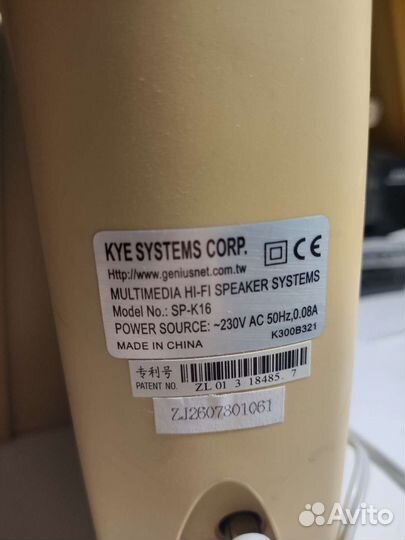 KYE SYSTEMS CORP.
CE
Http://www.geniusnet.com.tw
MULTIMEDIA HI-FI SPEAKER SYSTEMS
Model No.: SP-K16
POWER SOURCE: ~230V AC 50Hz,0.08A
K300B321
MADE IN CHINA
专利号
PATENT NO. ZL 01 3 18485. 7
ZJ2607801061
Avito